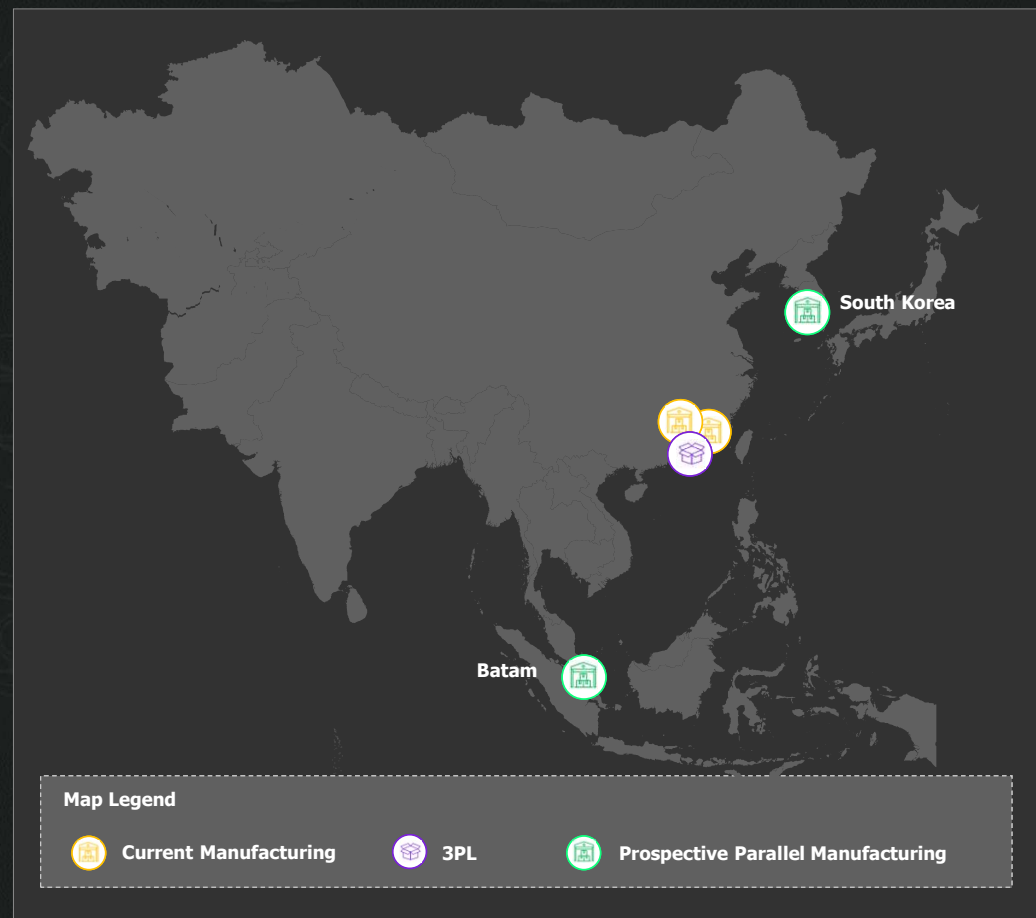 South Korea
Batam
Map Legend
Current Manufacturing
3PL
Prospective Parallel Manufacturing